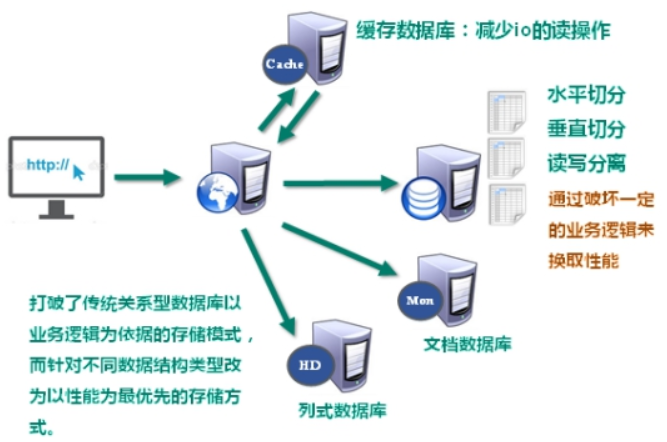 缓存数据库：减少io的读操作
Cache
水平切分
垂直切分
读写分离
http://
通过破坏一定
的业务逻辑来
换取性能
Mon
文档数据库
打破了传统关系型数据库以
业务逻辑为依据的存储模式，
而针对不同数据结构类型改
为以性能为最优先的存储方
式。
HD
列式数据库